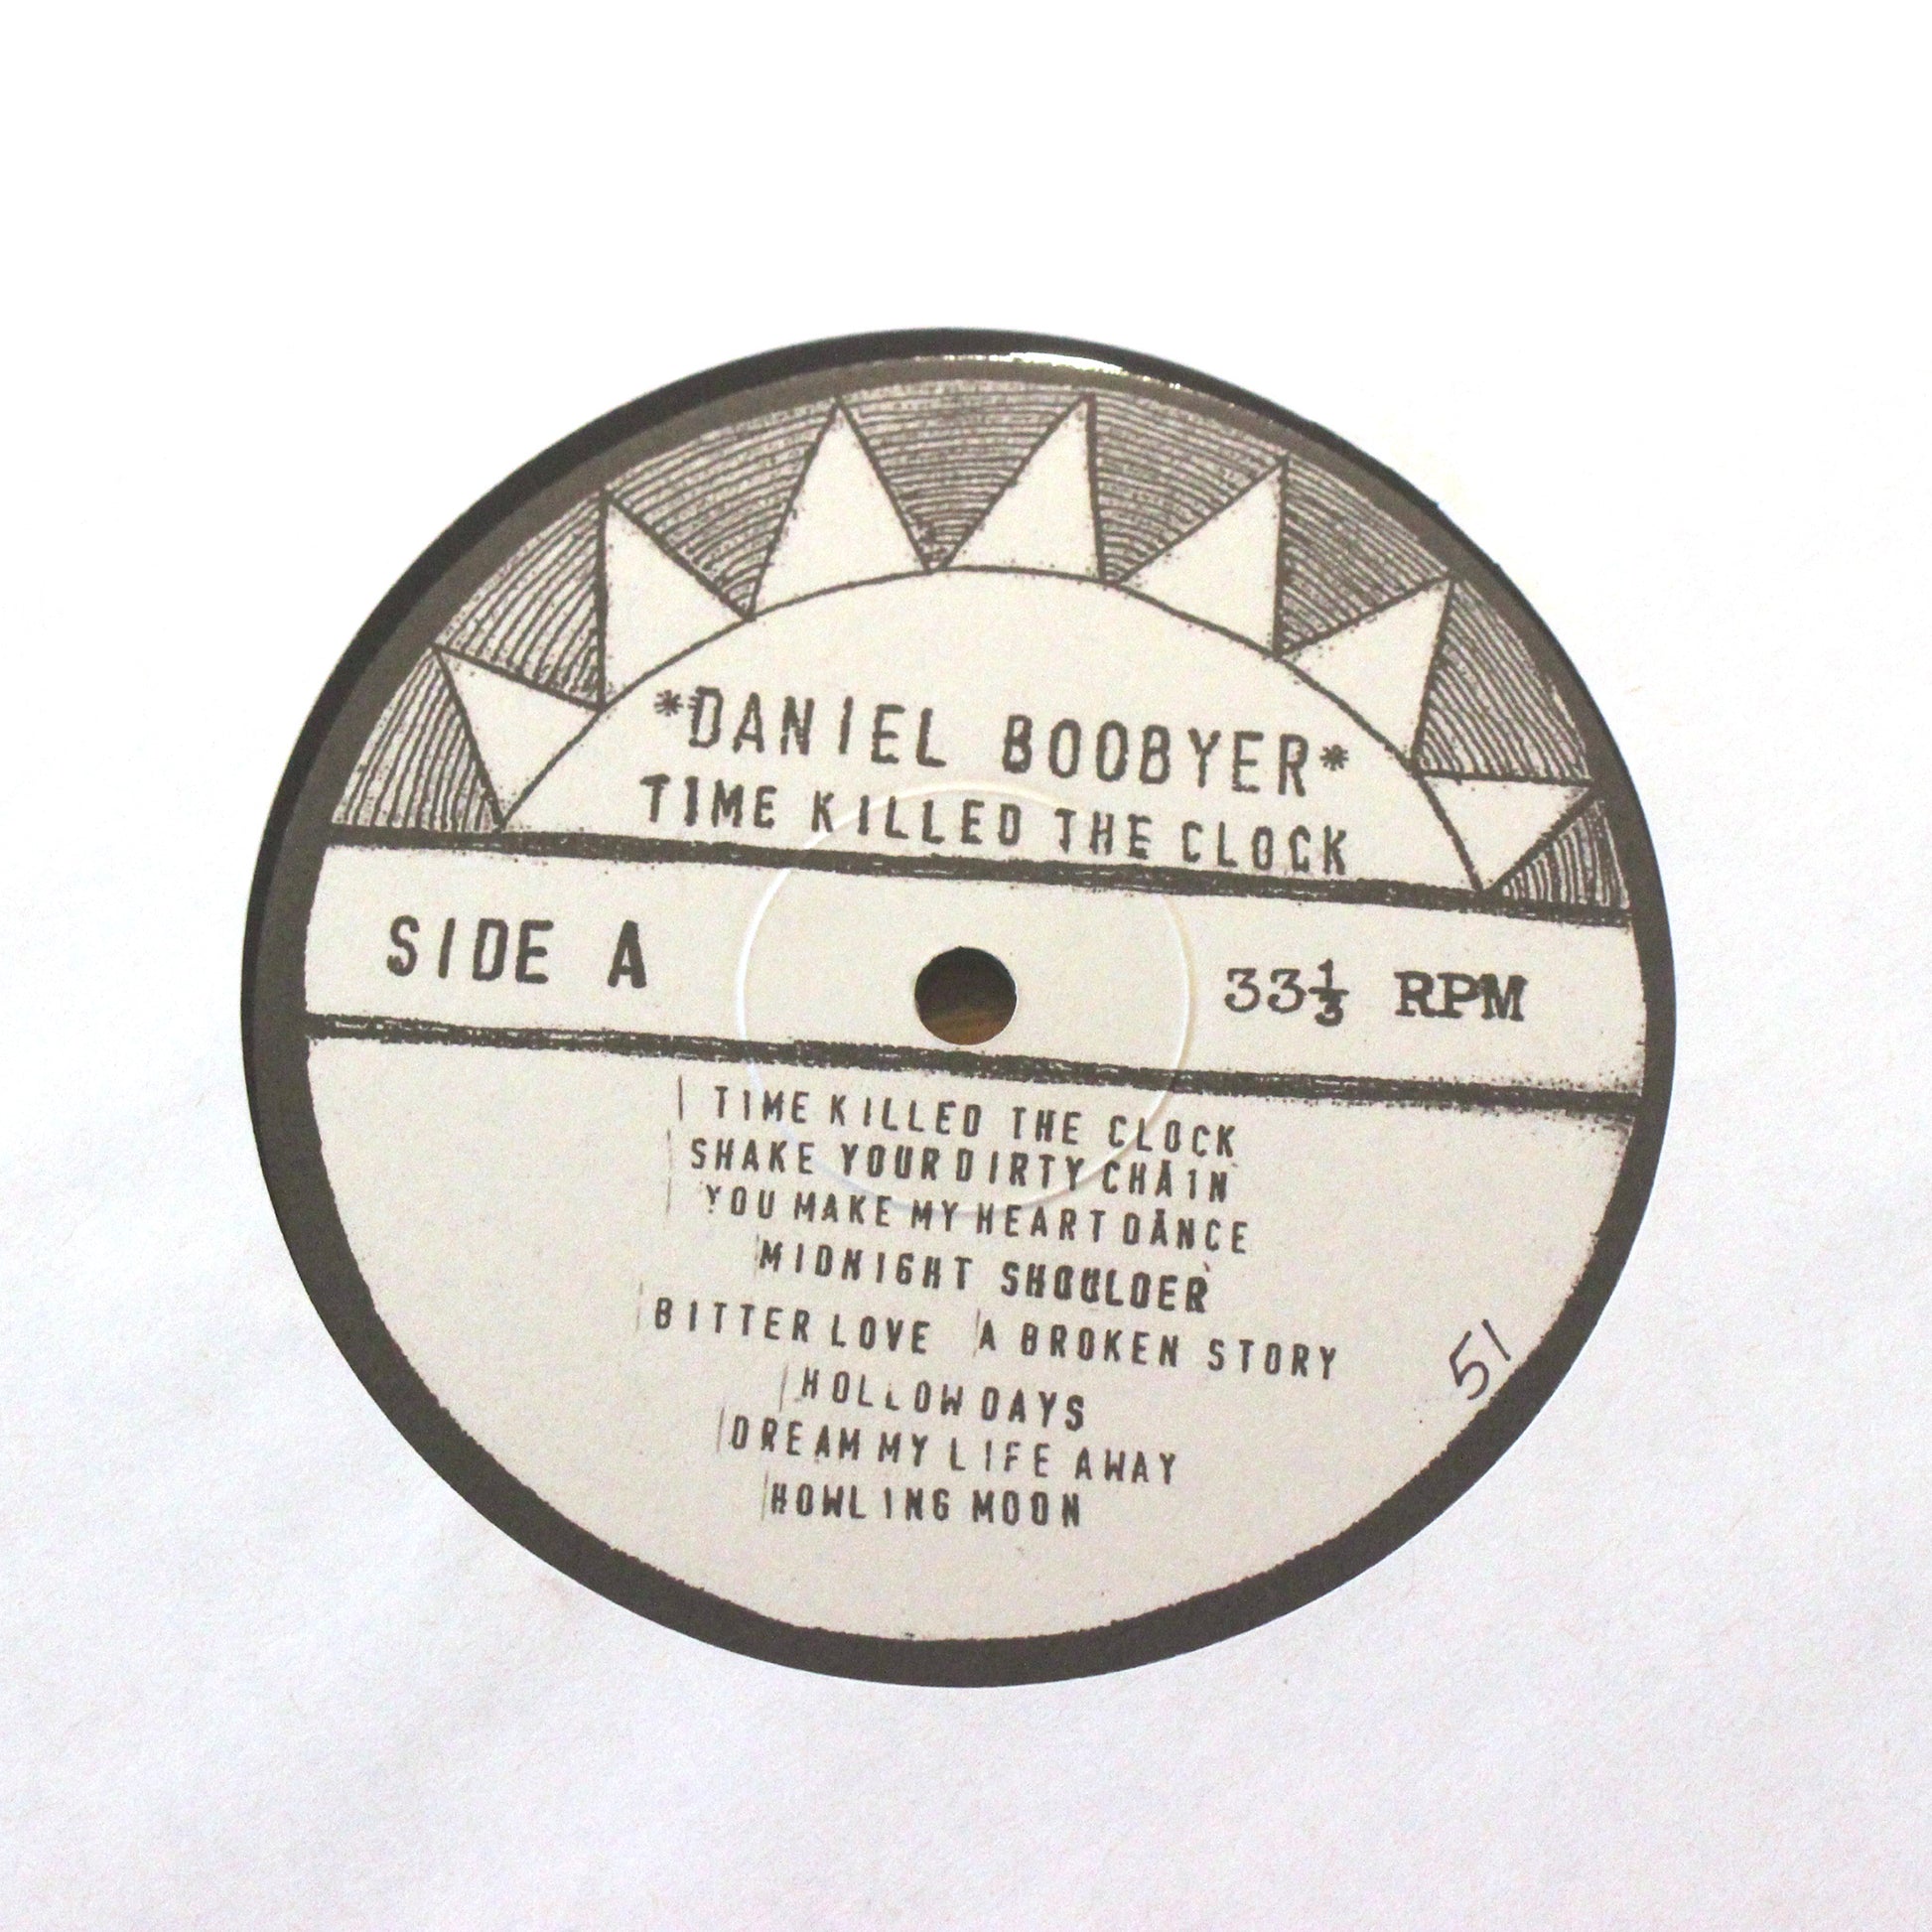 *DANIEL BOOBYER*
TIME KILLED THE CLOCK
SIDE A
33⅓ RPM
TIME KILLED THE CLOCK
SHAKE YOUR DIRTY CHAIN
YOU MAKE MY HEART DANCE
MIDNIGHT SHOULDER
BITTER LOVE A BROKEN STORY
HOLLOW DAYS
DREAM MY LIFE AWAY
HOWLING MOON
51